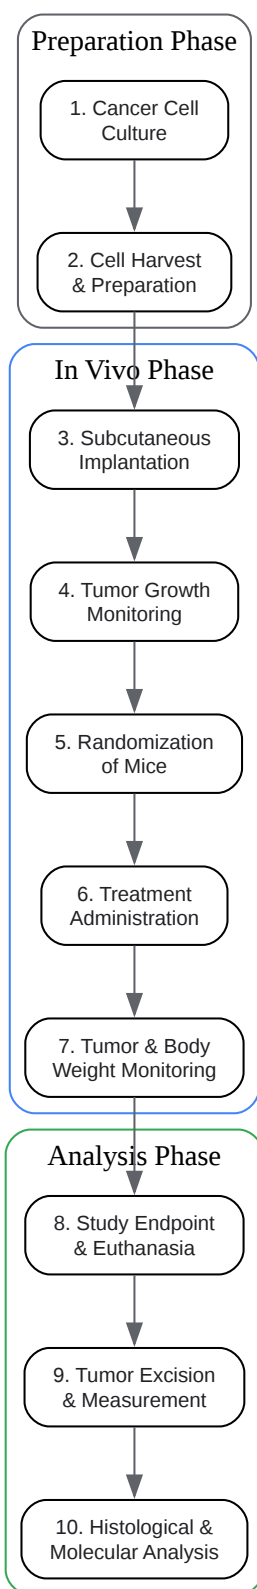 Preparation Phase
1. Cancer Cell
Culture
2. Cell Harvest
& Preparation
In Vivo Phase
3. Subcutaneous
Implantation
4. Tumor Growth
Monitoring
5. Randomization
of Mice
6. Treatment
Administration
7. Tumor & Body
Weight Monitoring
Analysis Phase
8. Study Endpoint
& Euthanasia
9. Tumor Excision
& Measurement
10. Histological &
Molecular Analysis